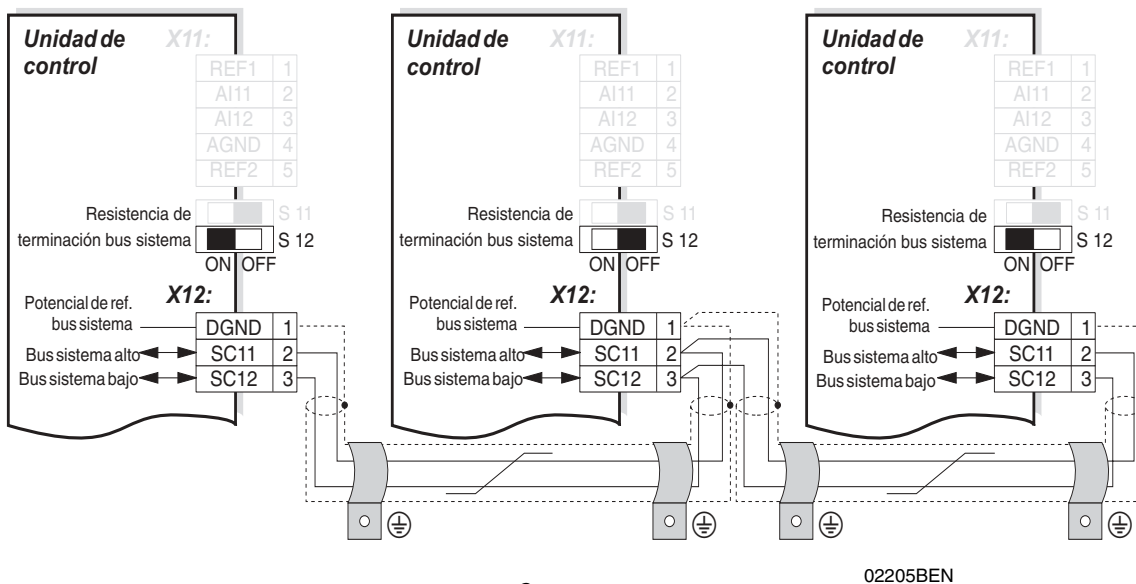 Unidad de control X11:
REF1 1
AI11 2
AI12 3
AGND 4
REF2 5
Resistencia de S 11
terminación bus sistema S 12
ON OFF
X12:
Potencial de ref.
bus sistema DGND 1
Bus sistema alto SC11 2
Bus sistema bajo SC12 3
Unidad de control X11:
REF1 1
AI11 2
AI12 3
AGND 4
REF2 5
Resistencia de S 11
terminación bus sistema S 12
ON OFF
X12:
Potencial de ref.
bus sistema DGND 1
Bus sistema alto SC11 2
Bus sistema bajo SC12 3
Unidad de control X11:
REF1 1
AI11 2
AI12 3
AGND 4
REF2 5
Resistencia de S 11
terminación bus sistema S 12
ON OFF
X12:
Potencial de ref.
bus sistema DGND 1
Bus sistema alto SC11 2
Bus sistema bajo SC12 3
02205BEN